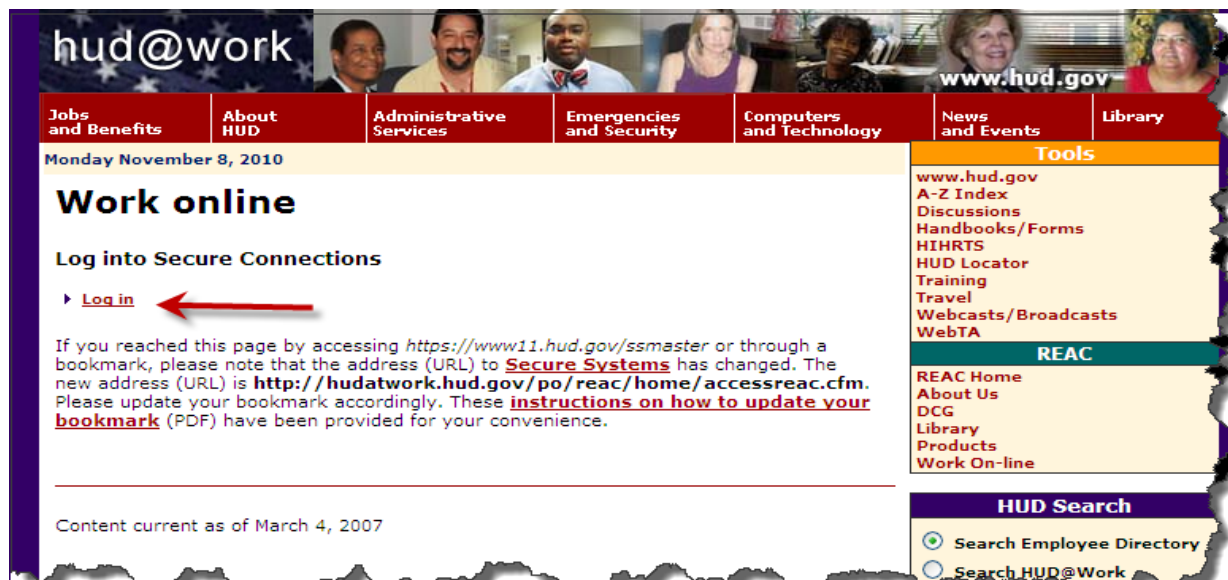 hud@work
www.hud.gov
Jobs and Benefits
About HUD
Administrative Services
Emergencies and Security
Computers and Technology
News and Events
Library
Monday November 8, 2010
Work online
Log into Secure Connections
Log in
If you reached this page by accessing https://www11.hud.gov/ssmaster or through a
bookmark, please note that the address (URL) to Secure Systems has changed. The
new address (URL) is http://hudatwork.hud.gov/po/reac/home/accessreac.cfm.
Please update your bookmark accordingly. These instructions on how to update your
bookmark (PDF) have been provided for your convenience.
Content current as of March 4, 2007
Tools
www.hud.gov
A-Z Index
Discussions
Handbooks/Forms
HIHRTS
HUD Locator
Training
Travel
Webcasts/Broadcasts
WebTA
REAC
REAC Home
About Us
DCG
Library
Products
Work On-line
HUD Search
Search Employee Directory
Search HUD@Work